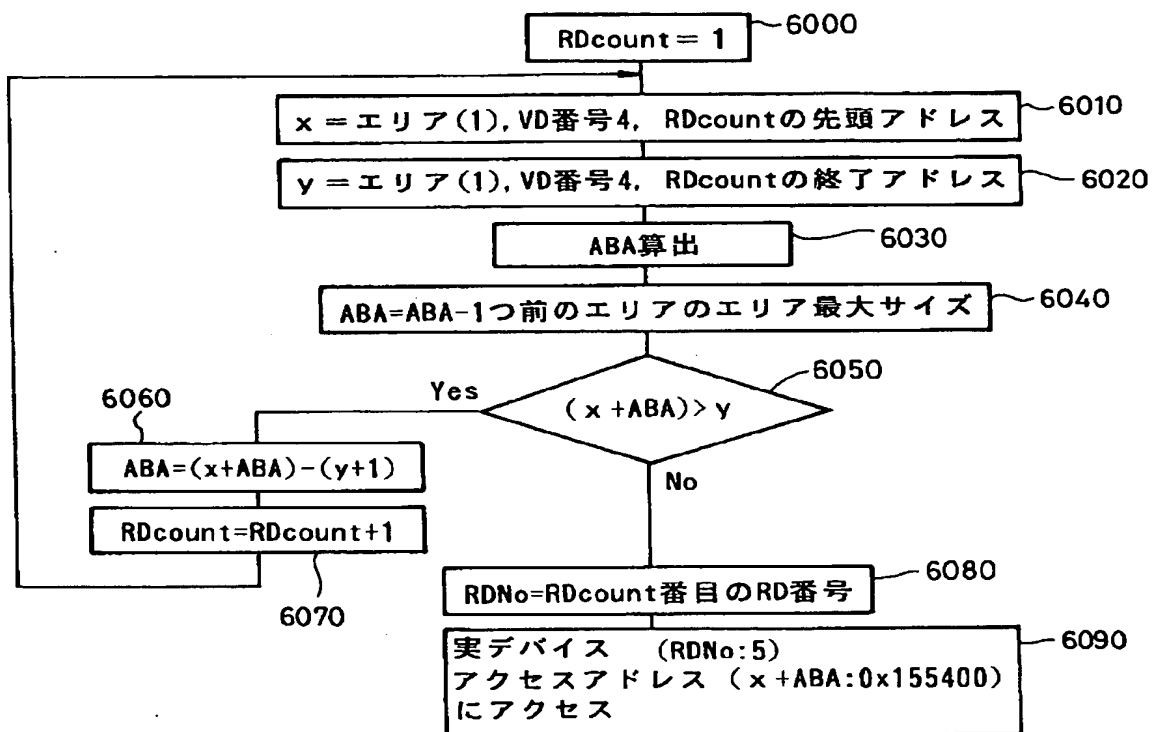 RDcount = 1
6000
x = エリア(1), VD番号4, RDcountの先頭アドレス
6010
y = エリア(1), VD番号4, RDcountの終了アドレス
6020
ABA算出
6030
ABA=ABA-1つ前のエリアのエリア最大サイズ
6040
(x+ABA)>y
6050
Yes
No
6060
ABA=(x+ABA)-(y+1)
RDcount=RDcount+1
6070
RDNo=RDcount番目のRD番号
6080
実デバイス (RDNo:5)
アクセスアドレス (x+ABA:0x155400)
にアクセス
6090